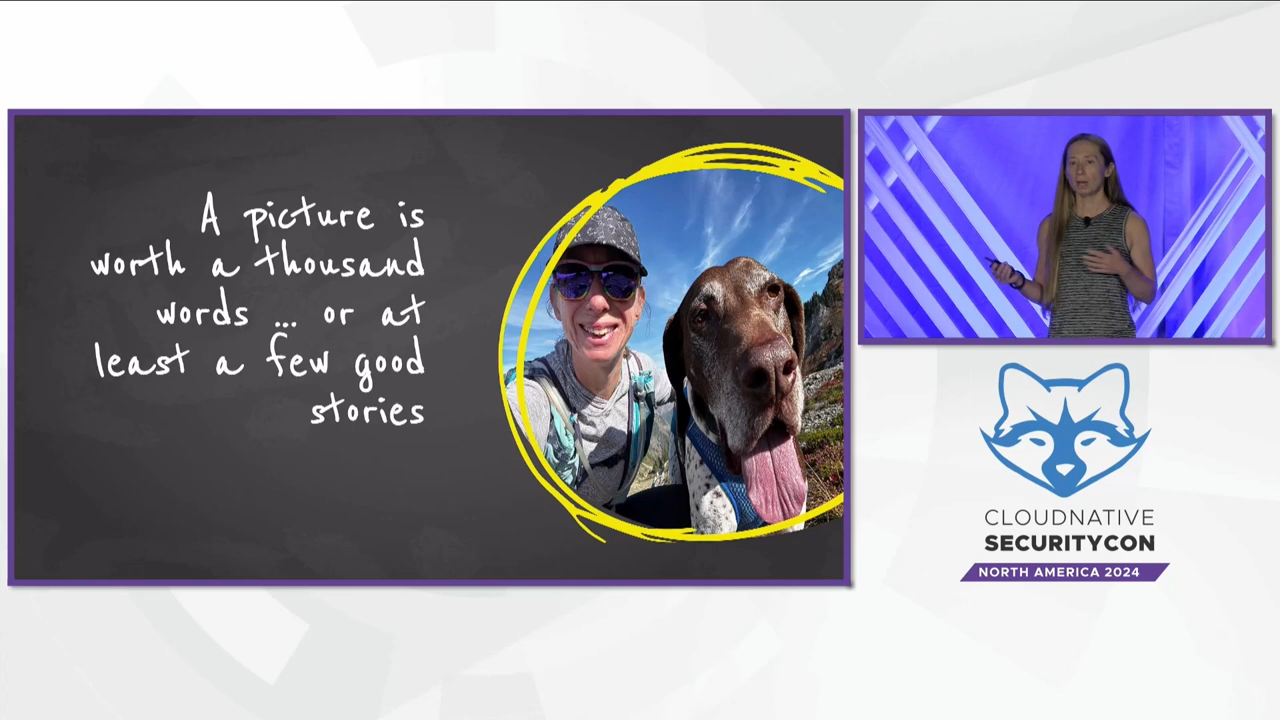 A picture is
worth a thousand
words ... or at
least a few good
stories
CLOUDNATIVE
SECURITYCON
NORTH AMERICA 2024